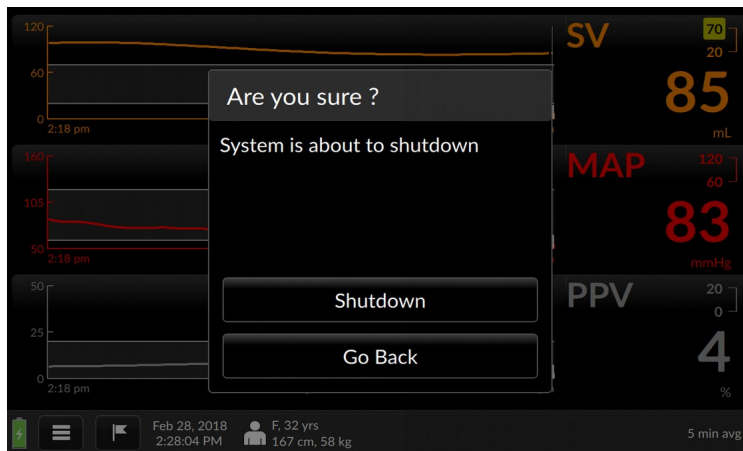 120
60
0
2:18 pm
SV
70
20
85
mL
Are you sure ?
System is about to shutdown
Shutdown
Go Back
160
105
50
2:18 pm
MAP
120
60
83
mmHg
50
25
0
2:18 pm
PPV
20
0
4
%
Feb 28, 2018
2:28:04 PM
F, 32 yrs
167 cm, 58 kg
5 min avg